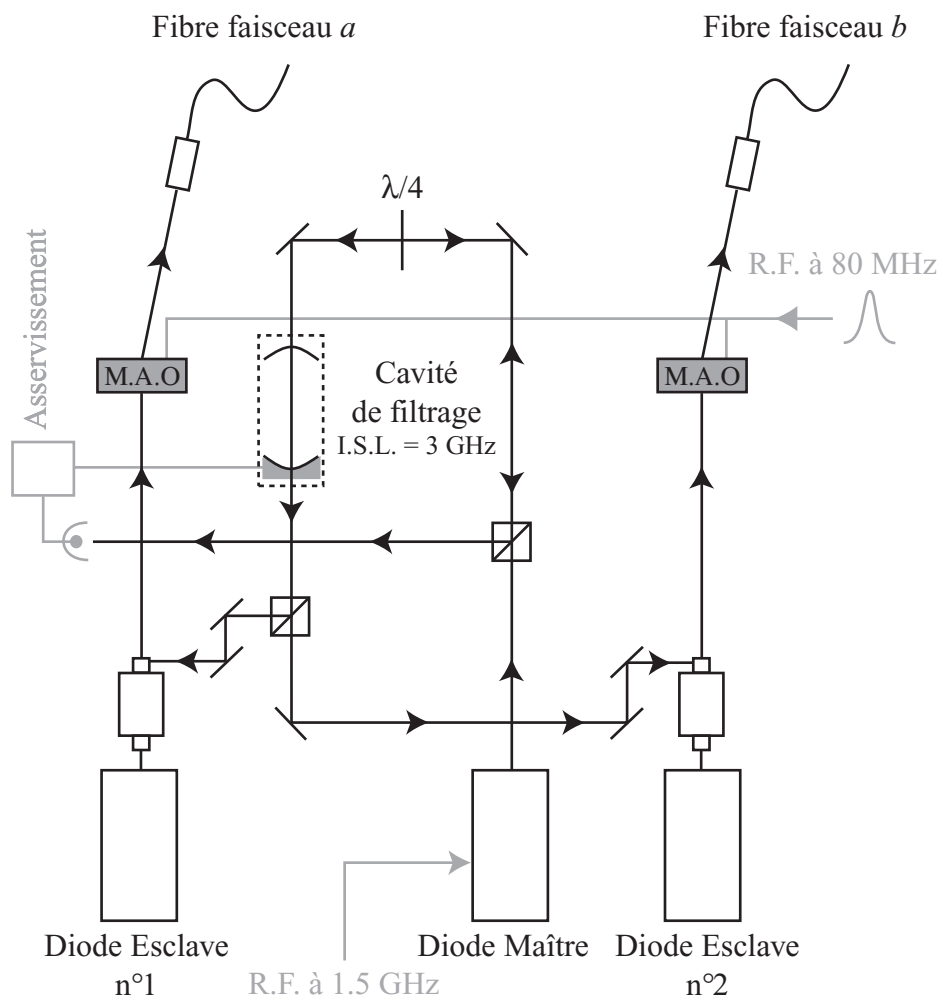 Fibre faisceau a
Fibre faisceau b
λ/4
R.F. à 80 MHz
Asservissement
M.A.O
M.A.O
Cavité
de filtrage
I.S.L. = 3 GHz
Diode Esclave
n°1
Diode Maître
Diode Esclave
n°2
R.F. à 1.5 GHz